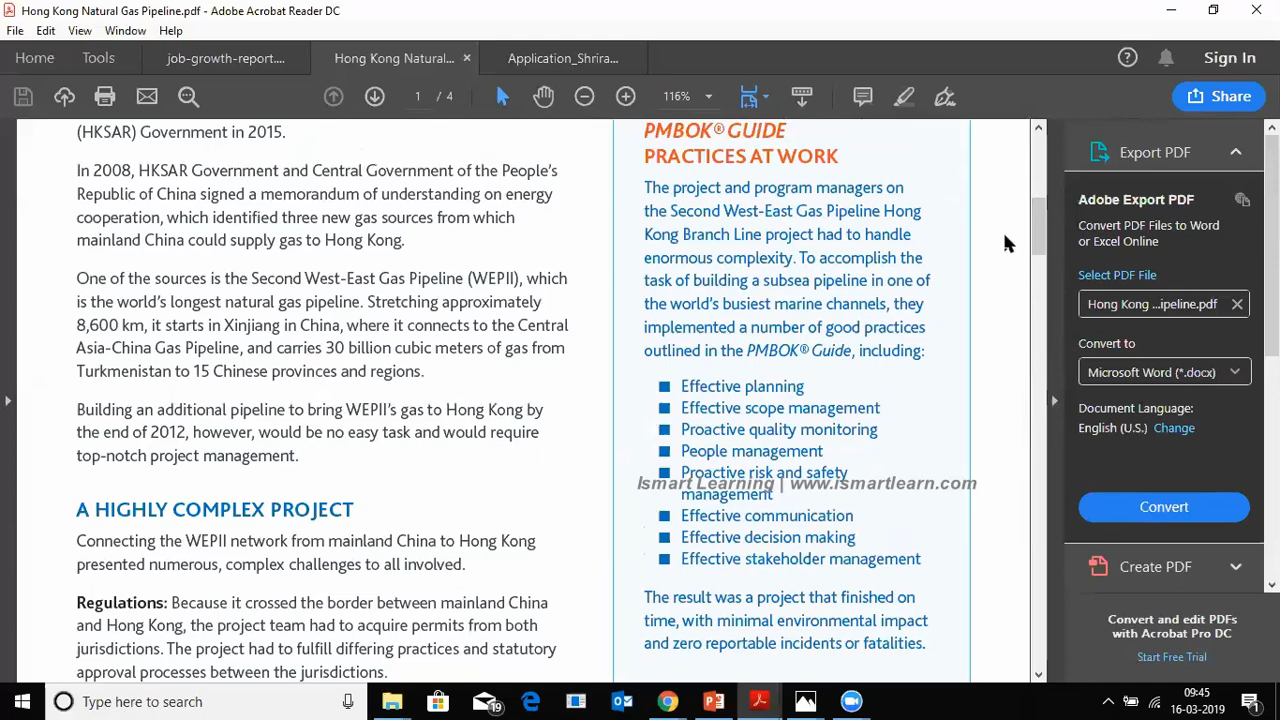 Hong Kong Natural Gas Pipeline.pdf - Adobe Acrobat Reader DC
File Edit View Window Help
Home Tools job-growth-report.... Hong Kong Natural... × Application_Shrira... Sign In
1 / 4 116% Share
(HKSAR) Government in 2015.
In 2008, HKSAR Government and Central Government of the People's
Republic of China signed a memorandum of understanding on energy
cooperation, which identified three new gas sources from which
mainland China could supply gas to Hong Kong.
One of the sources is the Second West-East Gas Pipeline (WEPII), which
is the world's longest natural gas pipeline. Stretching approximately
8,600 km, it starts in Xinjiang in China, where it connects to the Central
Asia-China Gas Pipeline, and carries 30 billion cubic meters of gas from
Turkmenistan to 15 Chinese provinces and regions.
Building an additional pipeline to bring WEPII's gas to Hong Kong by
the end of 2012, however, would be no easy task and would require
top-notch project management.
A HIGHLY COMPLEX PROJECT
Connecting the WEPII network from mainland China to Hong Kong
presented numerous, complex challenges to all involved.
Regulations: Because it crossed the border between mainland China
and Hong Kong, the project team had to acquire permits from both
jurisdictions. The project had to fulfill differing practices and statutory
approval processes between the jurisdictions.
PMBOK® GUIDE
PRACTICES AT WORK
The project and program managers on
the Second West-East Gas Pipeline Hong
Kong Branch Line project had to handle
enormous complexity. To accomplish the
task of building a subsea pipeline in one of
the world's busiest marine channels, they
implemented a number of good practices
outlined in the PMBOK® Guide, including:
■ Effective planning
■ Effective scope management
■ Proactive quality monitoring
■ People management
■ Proactive risk and safety
management
Ismart Learning | www.ismartlearn.com
■ Effective communication
■ Effective decision making
■ Effective stakeholder management
The result was a project that finished on
time, with minimal environmental impact
and zero reportable incidents or fatalities.
Export PDF
Adobe Export PDF
Convert PDF Files to Word
or Excel Online
Select PDF File
Hong Kong ...ipeline.pdf ×
Convert to
Microsoft Word (*.docx)
Document Language:
English (U.S.) Change
Convert
Create PDF
Convert and edit PDFs
with Acrobat Pro DC
Start Free Trial
Type here to search
19
09:45
16-03-2019